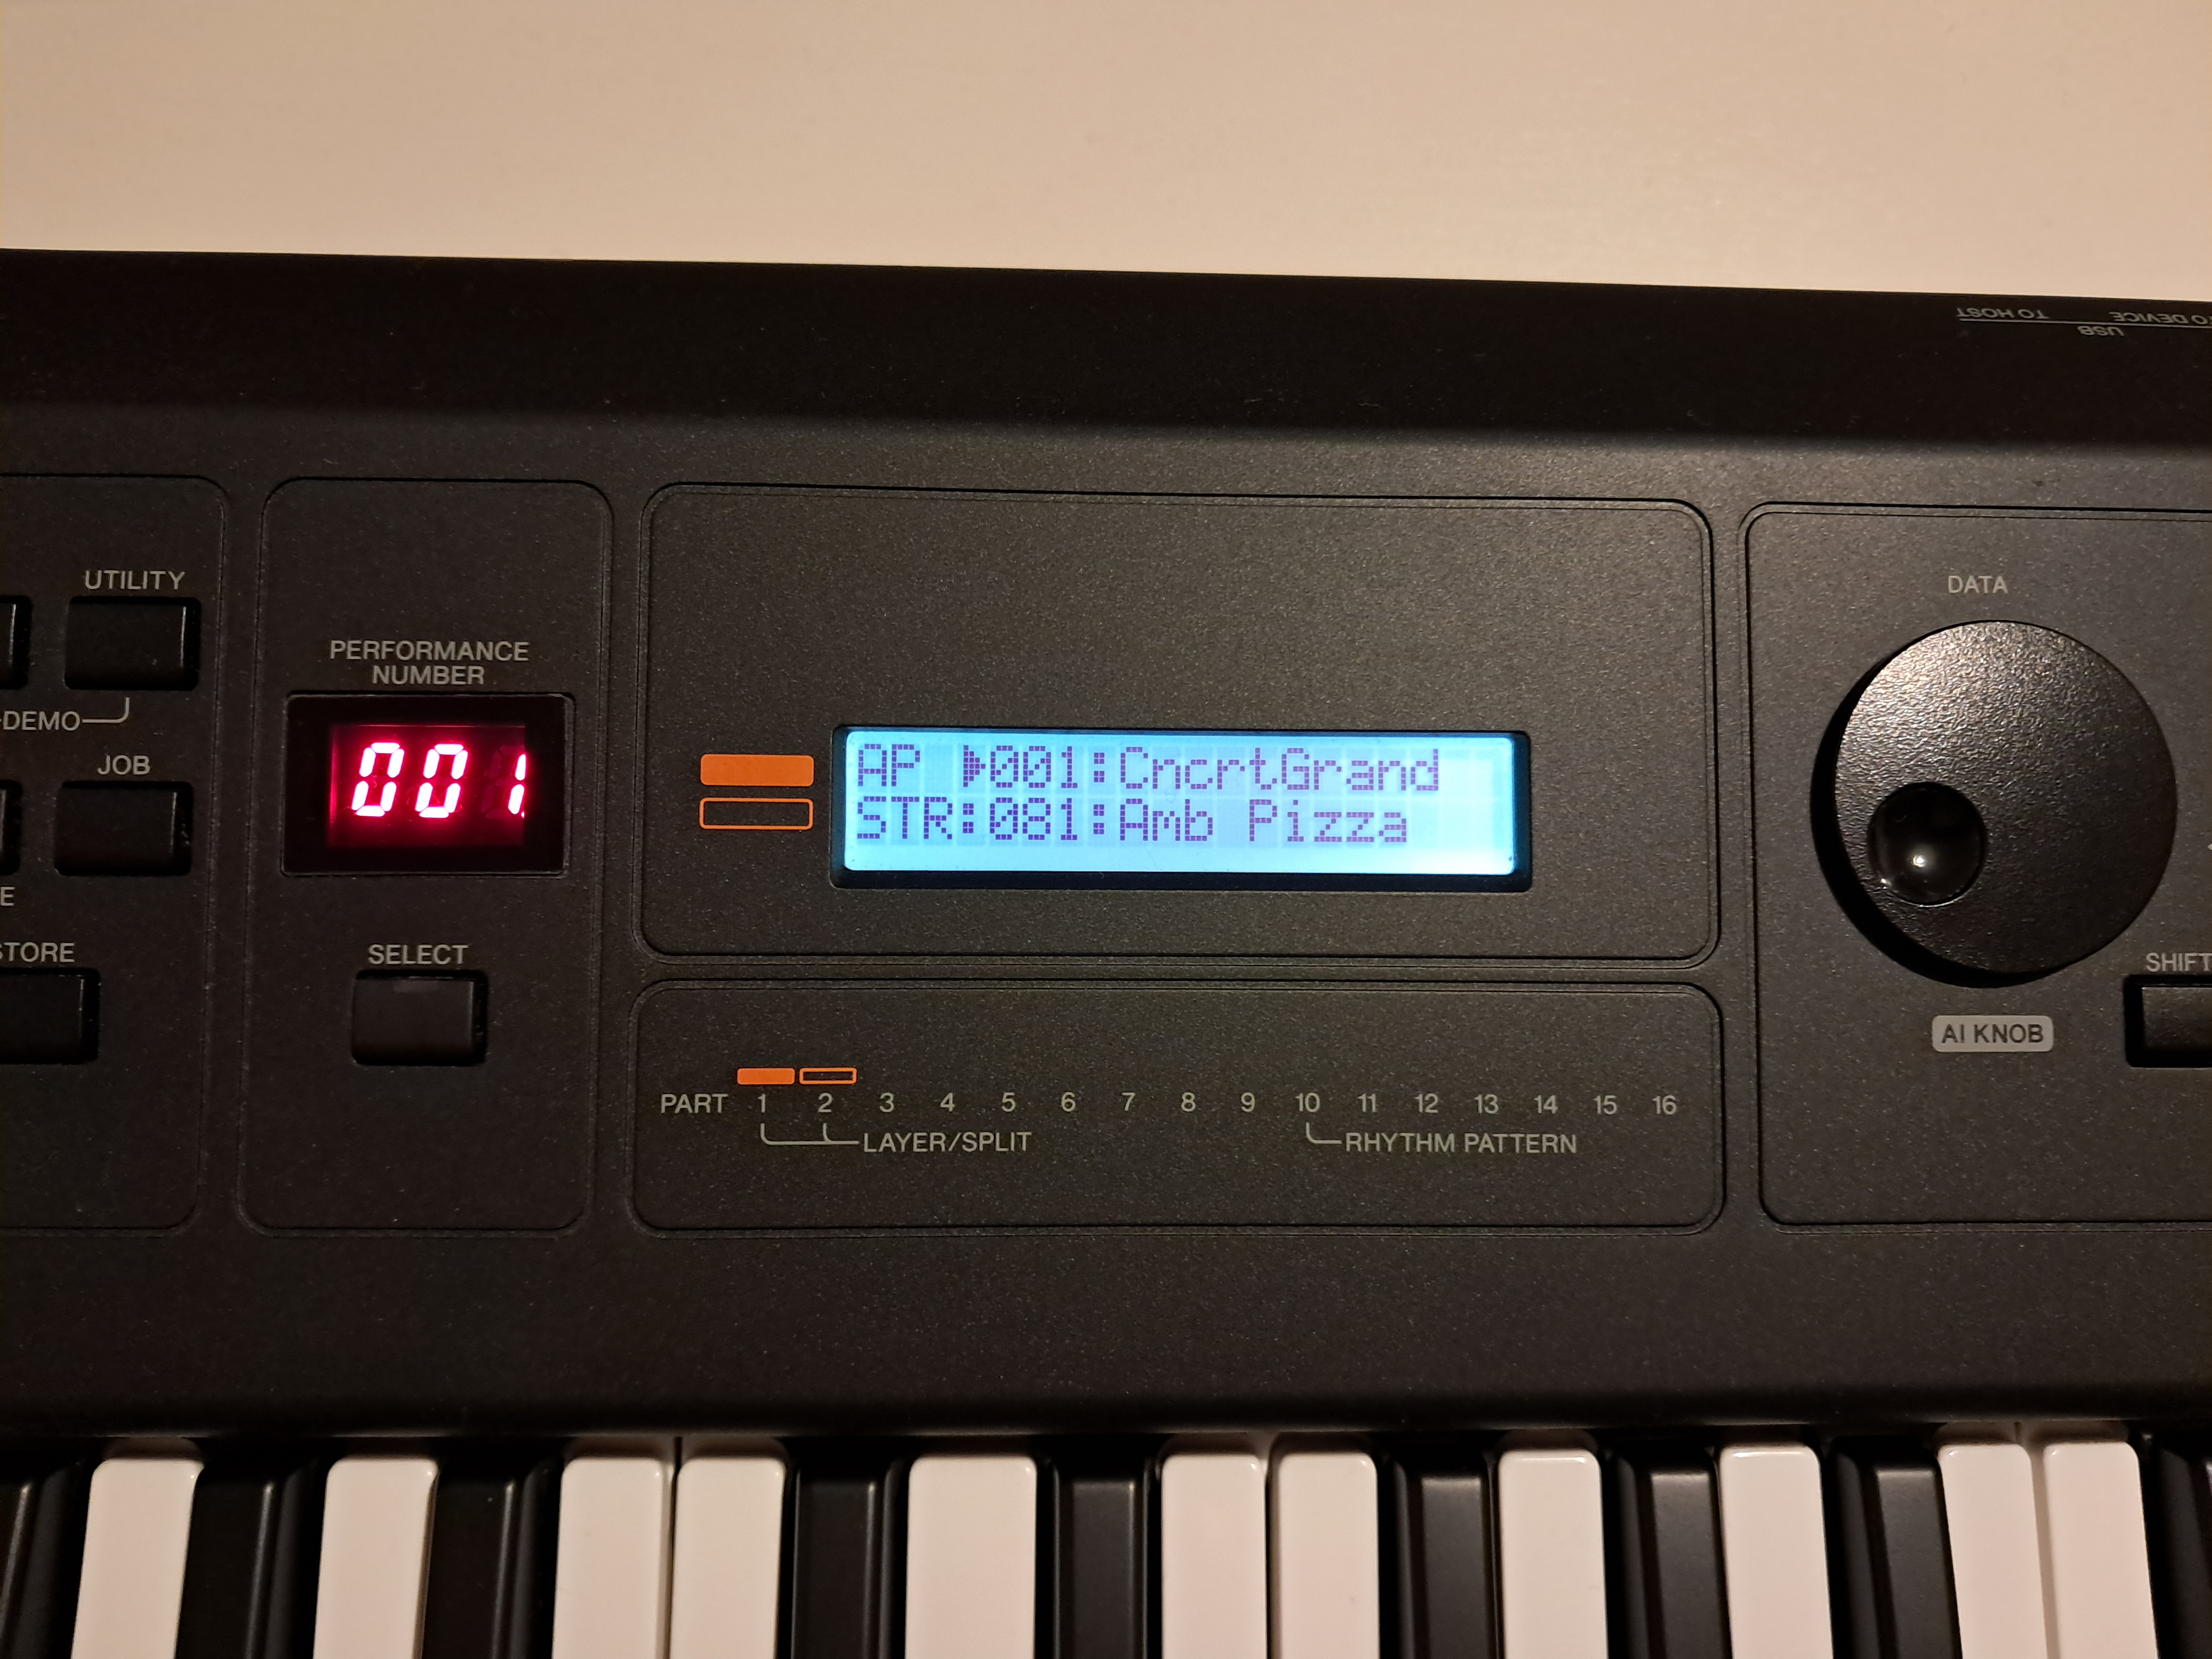 TO HOST
TO DEVICE
USB
UTILITY
DEMO
JOB
E
STORE
PERFORMANCE
NUMBER
001
SELECT
AP ▶001:CncrtGrand
STR:081:Amb Pizza
PART 1 2 3 4 5 6 7 8 9 10 11 12 13 14 15 16
LAYER/SPLIT
RHYTHM PATTERN
DATA
AI KNOB
SHIFT